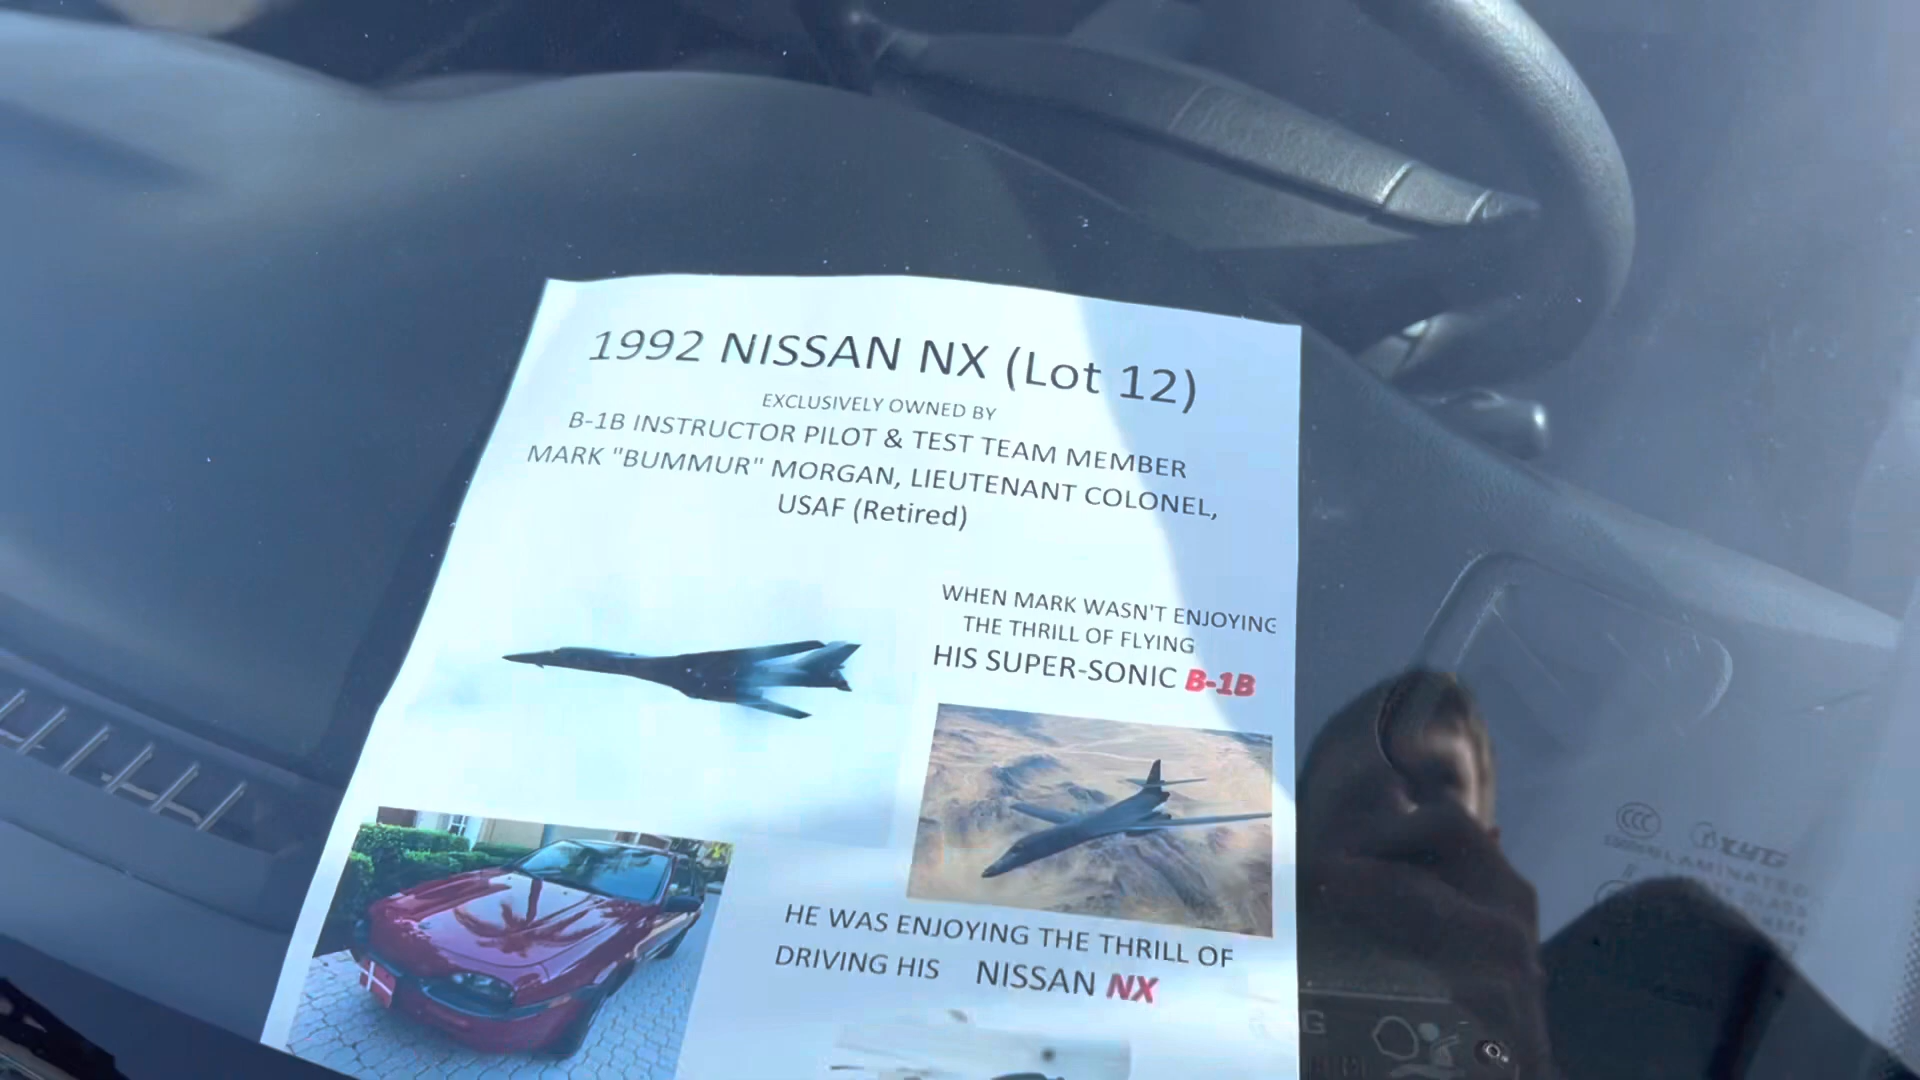 1992 NISSAN NX (Lot 12)
EXCLUSIVELY OWNED BY
B-1B INSTRUCTOR PILOT & TEST TEAM MEMBER
MARK "BUMMUR" MORGAN, LIEUTENANT COLONEL,
USAF (Retired)
WHEN MARK WASN'T ENJOYING
THE THRILL OF FLYING
HIS SUPER-SONIC B-1B
HE WAS ENJOYING THE THRILL OF
DRIVING HIS NISSAN NX
LAMINATED